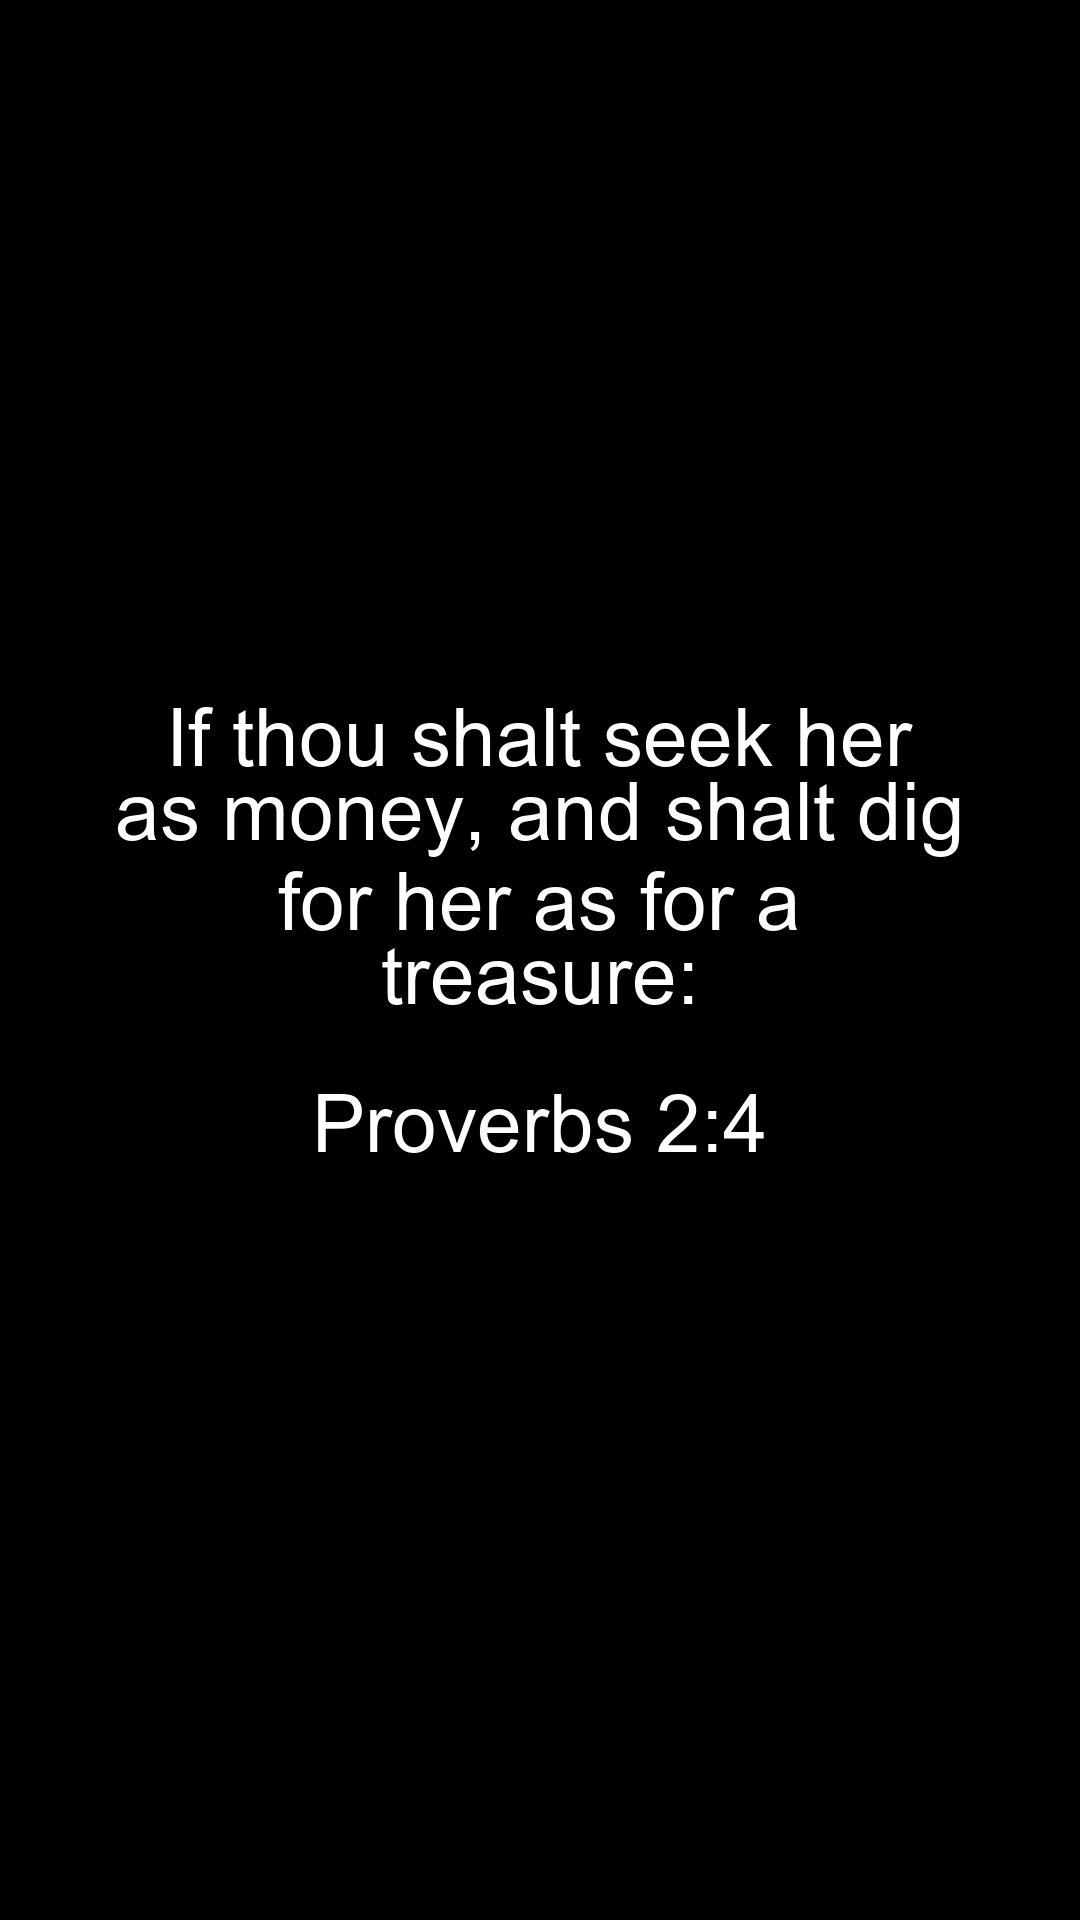 If thou shalt seek her
as money, and shalt dig
for her as for a
treasure:
Proverbs 2:4